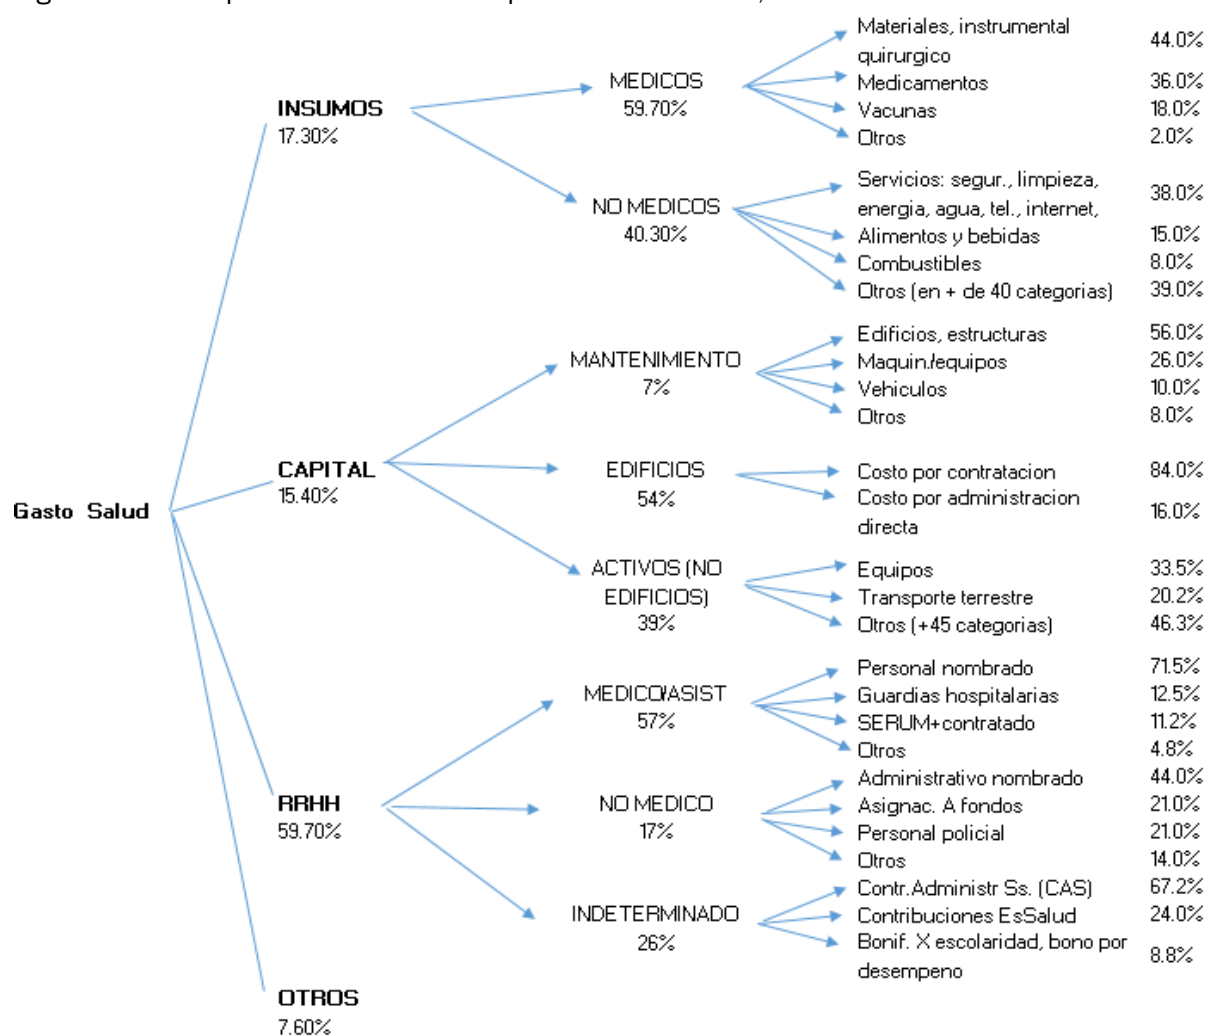 Materiales, instrumental
quirurgico 44.0%
MEDICOS
59.70%
Medicamentos 36.0%
Vacunas 18.0%
Otros 2.0%
INSUMOS
17.30%
NO MEDICOS
40.30%
Servicios: segur., limpieza,
energia, agua, tel., internet, 38.0%
Alimentos y bebidas 15.0%
Combustibles 8.0%
Otros (en + de 40 categorias) 39.0%
MANTENIMIENTO
7%
Edificios, estructuras 56.0%
Maquin./equipos 26.0%
Vehiculos 10.0%
Otros 8.0%
CAPITAL
15.40%
EDIFICIOS
54%
Costo por contratacion 84.0%
Costo por administracion
directa 16.0%
Gasto Salud
ACTIVOS (NO
EDIFICIOS)
39%
Equipos 33.5%
Transporte terrestre 20.2%
Otros (+45 categorias) 46.3%
MEDICO/ASIST
57%
Personal nombrado 71.5%
Guardias hospitalarias 12.5%
SERUM+contratado 11.2%
Otros 4.8%
RRHH
59.70%
NO MEDICO
17%
Administrativo nombrado 44.0%
Asignac. A fondos 21.0%
Personal policial 21.0%
Otros 14.0%
INDETERMINADO
26%
Contr.Administr Ss. (CAS) 67.2%
Contribuciones EsSalud 24.0%
Bonif. X escolaridad, bono por
desempeno 8.8%
OTROS
7.60%